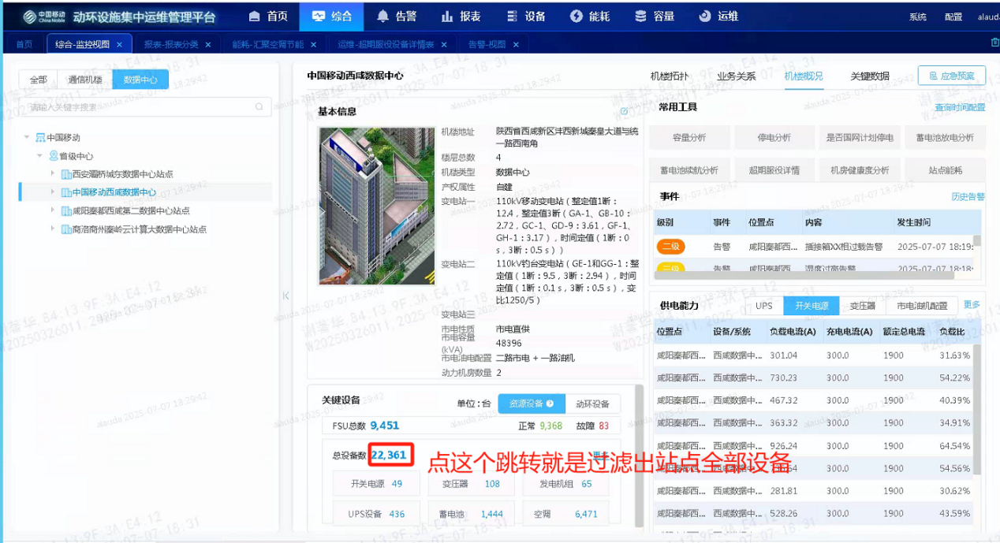 中国移动 China Mobile 动环设施集中运维管理平台 首页 综合 告警 报表 设备 能耗 容量 运维 系统 配置 alauda
首页 综合-监控视图 × 报表-报表分类 × 能耗-汇聚空调节能 × 运维-超期服役设备详情表 × 告警-视图 ×
全部 通信机楼 数据中心
请输入关键字搜索
中国移动
省级中心
西安灞桥城东数据中心站点
中国移动西咸数据中心
咸阳秦都西咸第二数据中心站点
商洛商州秦岭云计算大数据中心站点
中国移动西咸数据中心 机楼拓扑 业务关系 机楼概况 关键数据 应急预案
基本信息
机楼地址 陕西省西咸新区沣西新城秦皇大道与统
一路西南角
楼层总数 4
机楼类型 数据中心
产权属性 自建
变电站一 110kV移动变电站（整定值1断：
12.4，整定值3断（GA-1、GB-10：
2.72，GC-1、GD-9：3.61，GF-1、
GH-1：3.17），时间定值（1断：0
s，3断：0.5 s））
变电站二 110kV钓台变电站（GE-1和GG-1：整
定值（1断：9.5，3断：2.94），时间
定值（1断：0.1 s，3断：0.5 s），变
比1250/5）
变电站三
市电性质 市电直供
市电容量
(kVA) 48396
市电油电配置 二路市电 + 一路油机
动力机房数量 2
关键设备 单位：台 资源设备 动环设备
FSU总数 9,451 正常 9,368 故障 83
总设备数 22,361 更多
点这个跳转就是过滤出站点全部设备
开关电源 49 变压器 108 发电机组 65
UPS设备 436 蓄电池 1,444 空调 6,471
常用工具 查询时间配置
容量分析 停电分析 是否国网计划停电 蓄电池放电分析
蓄电池续航分析 超期服役详情 机房健康度分析 站点能耗
事件 历史告警
级别 事件 位置点 内容 发生时间
二级 告警 咸阳秦都西... 插接箱XX相过载告警 2025-07-07 18:19:
三级 告警 咸阳秦都西 湿度过高告警 2025-07-07 18:18:
供电能力 UPS 开关电源 变压器 市电油机配置 更多
位置点 设备/系统 负载电流(A) 充电电流(A) 额定总电流 负载比
咸阳秦都西... 西咸数据中... 301.04 300.0 1900 31.63%
咸阳秦都西... 西咸数据中... 730.23 300.0 1900 54.22%
咸阳秦都西... 西咸数据中... 467.32 300.0 1900 40.39%
咸阳秦都西... 西咸数据中... 363.32 300.0 1900 34.91%
咸阳秦都西... 西咸数据中... 926.24 300.0 1900 64.54%
300.0 1900 54.56%
咸阳秦都西... 西咸数据中... 281.81 300.0 1900 30.62%
咸阳秦都西... 西咸数据中... 528.26 300.0 1900 43.59%